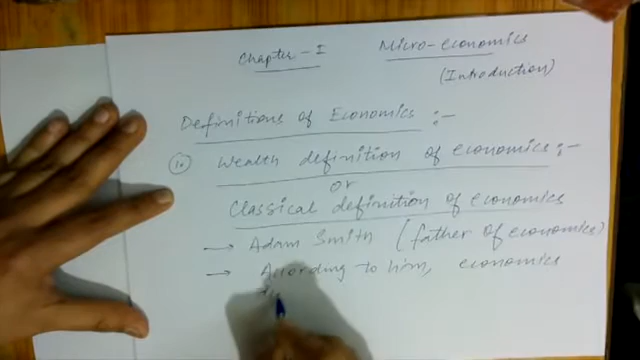 Chapter - I Micro-economics
(Introduction)
Definitions of Economics :-
(i) Wealth definition of economics :-
or
Classical definition of economics
→ Adam Smith (father of economics)
→ According to him, economics